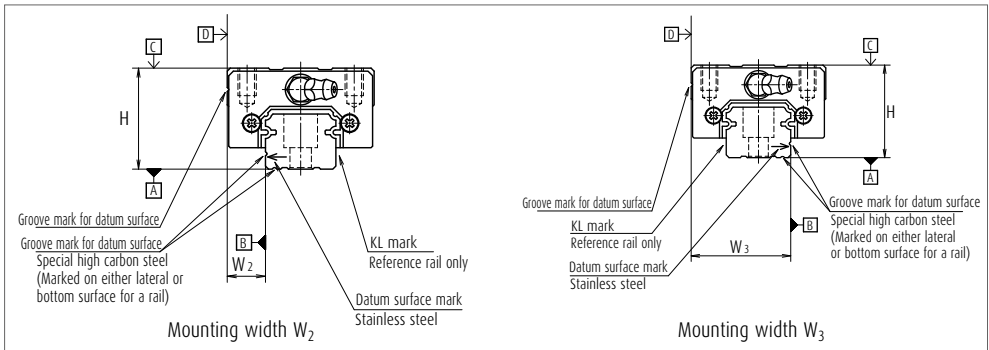 D
C
H
A
Groove mark for datum surface
Groove mark for datum surface
Special high carbon steel
(Marked on either lateral or
bottom surface for a rail)
B
W2
KL mark
Reference rail only
Datum surface mark
Stainless steel
Mounting width W2
D
C
H
A
Groove mark for datum surface
KL mark
Reference rail only
Datum surface mark
Stainless steel
W3
B
Groove mark for datum surface
Special high carbon steel
(Marked on either lateral
or bottom surface for a rail)
Mounting width W3